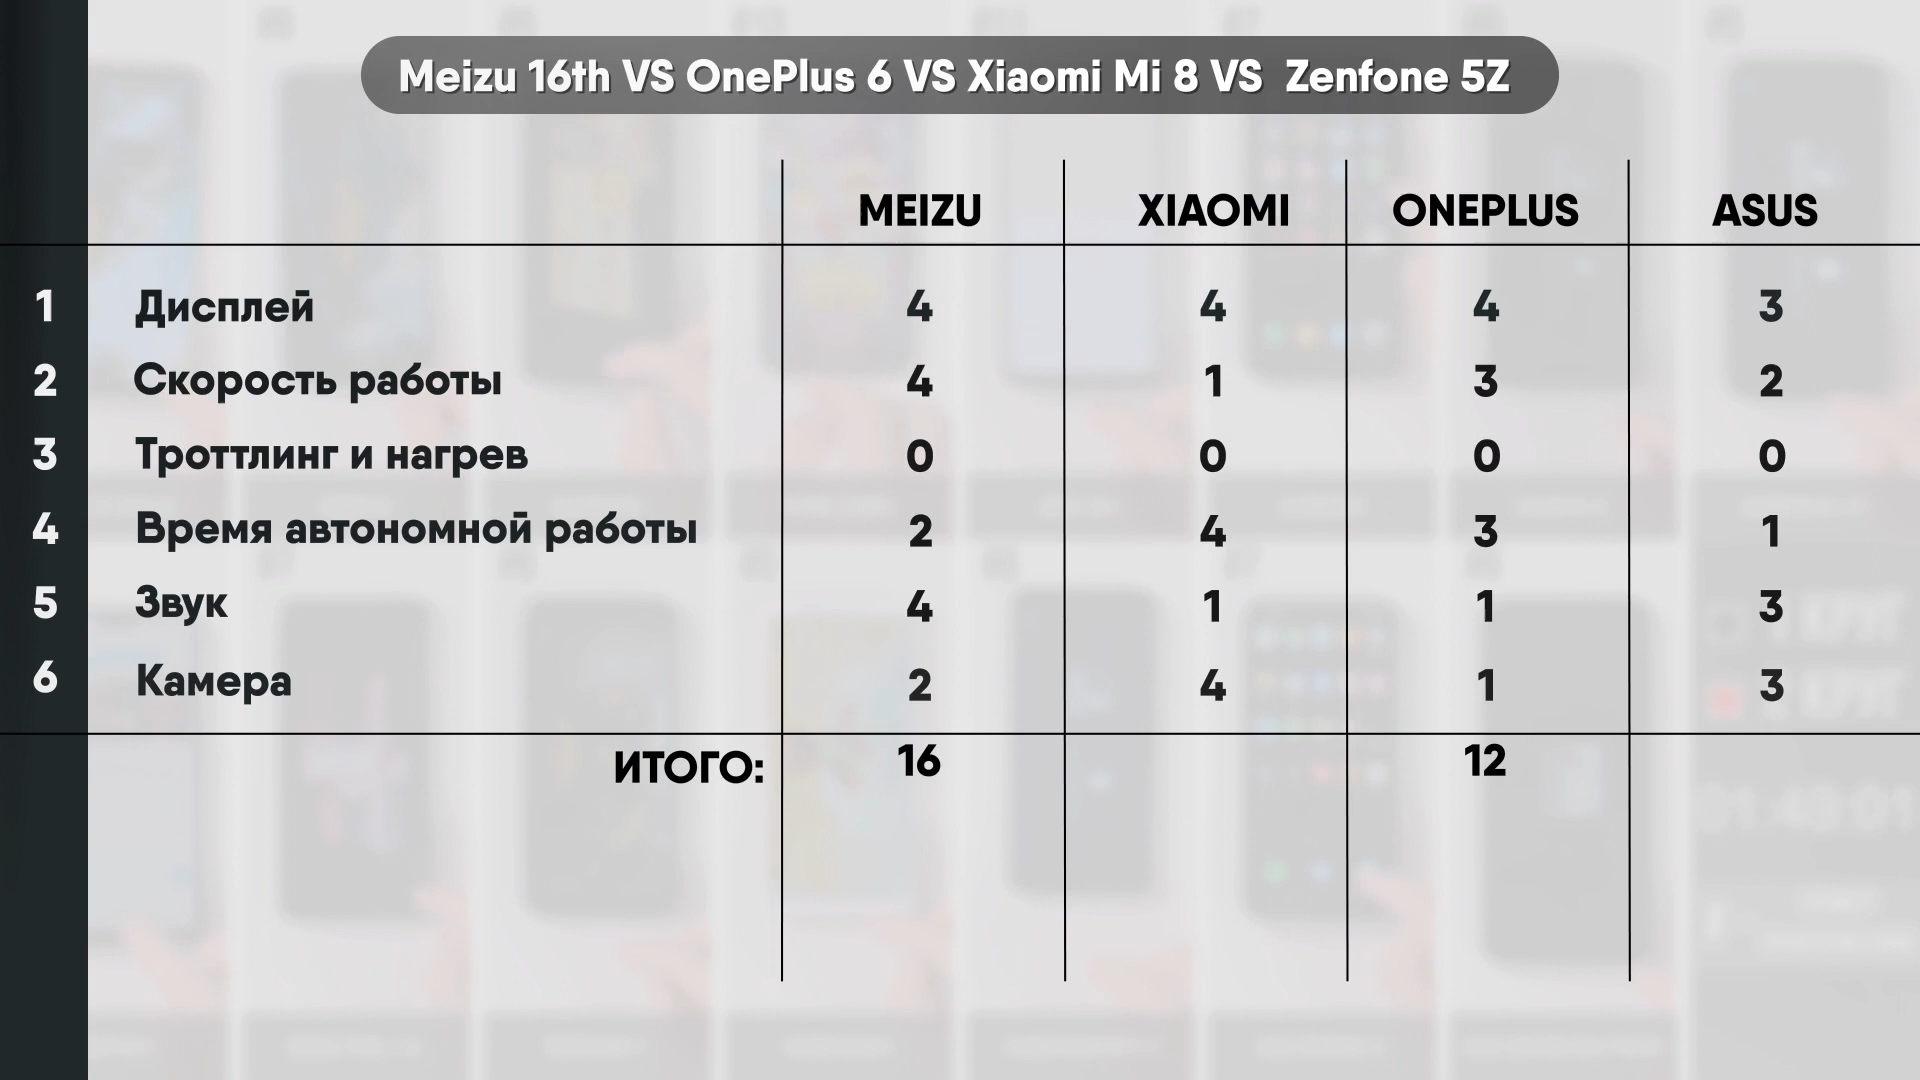 Meizu 16th VS OnePlus 6 VS Xiaomi Mi 8 VS Zenfone 5Z
MEIZU XIAOMI ONEPLUS ASUS
1 Дисплей 4 4 4 3
2 Скорость работы 4 1 3 2
3 Троттлинг и нагрев 0 0 0 0
4 Время автономной работы 2 4 3 1
5 Звук 4 1 1 3
6 Камера 2 4 1 3
ИТОГО: 16 12